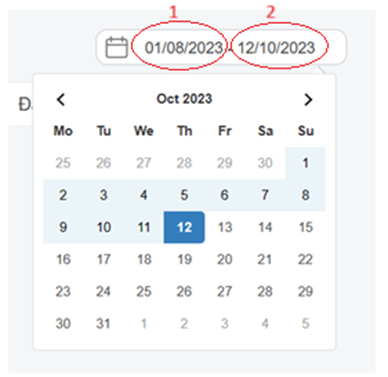 1 2
01/08/2023 - 12/10/2023
Đ
Oct 2023
Mo Tu We Th Fr Sa Su
25 26 27 28 29 30 1
2 3 4 5 6 7 8
9 10 11 12 13 14 15
16 17 18 19 20 21 22
23 24 25 26 27 28 29
30 31 1 2 3 4 5